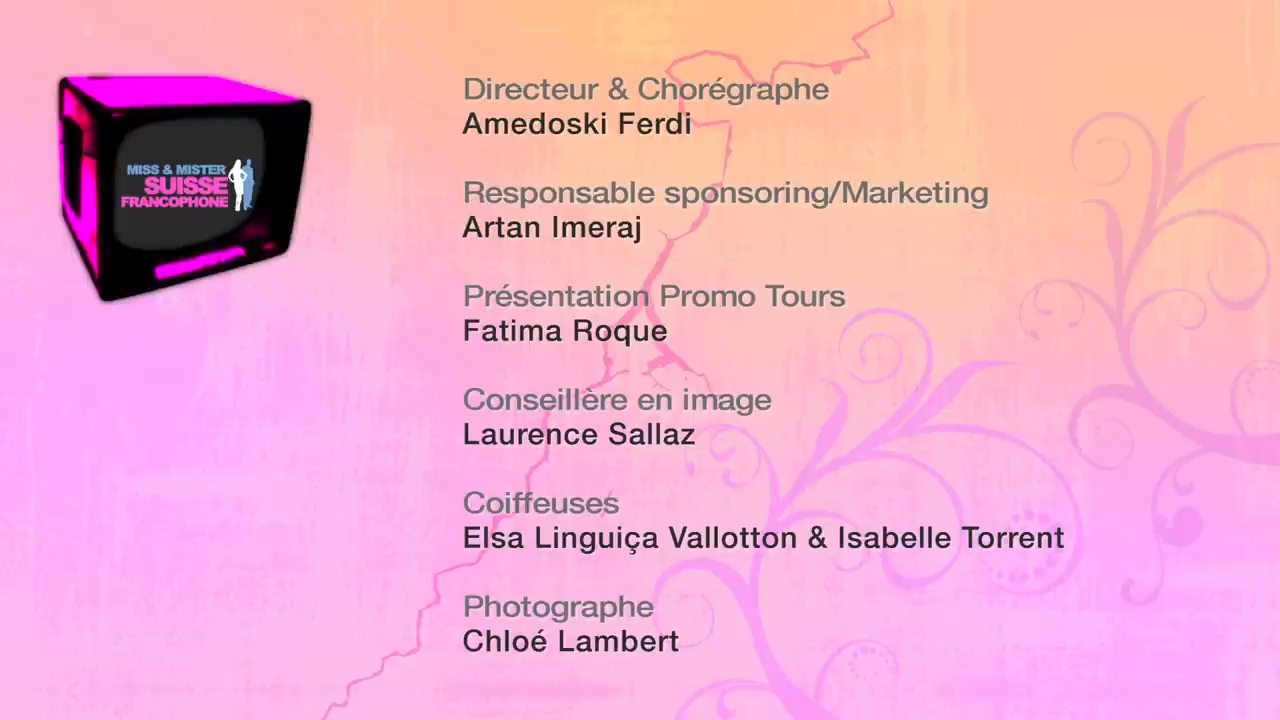 MISS & MISTER
SUISSE
FRANCOPHONE
Directeur & Chorégraphe
Amedoski Ferdi
Responsable sponsoring/Marketing
Artan Imeraj
Présentation Promo Tours
Fatima Roque
Conseillère en image
Laurence Sallaz
Coiffeuses
Elsa Linguiça Vallotton & Isabelle Torrent
Photographe
Chloé Lambert